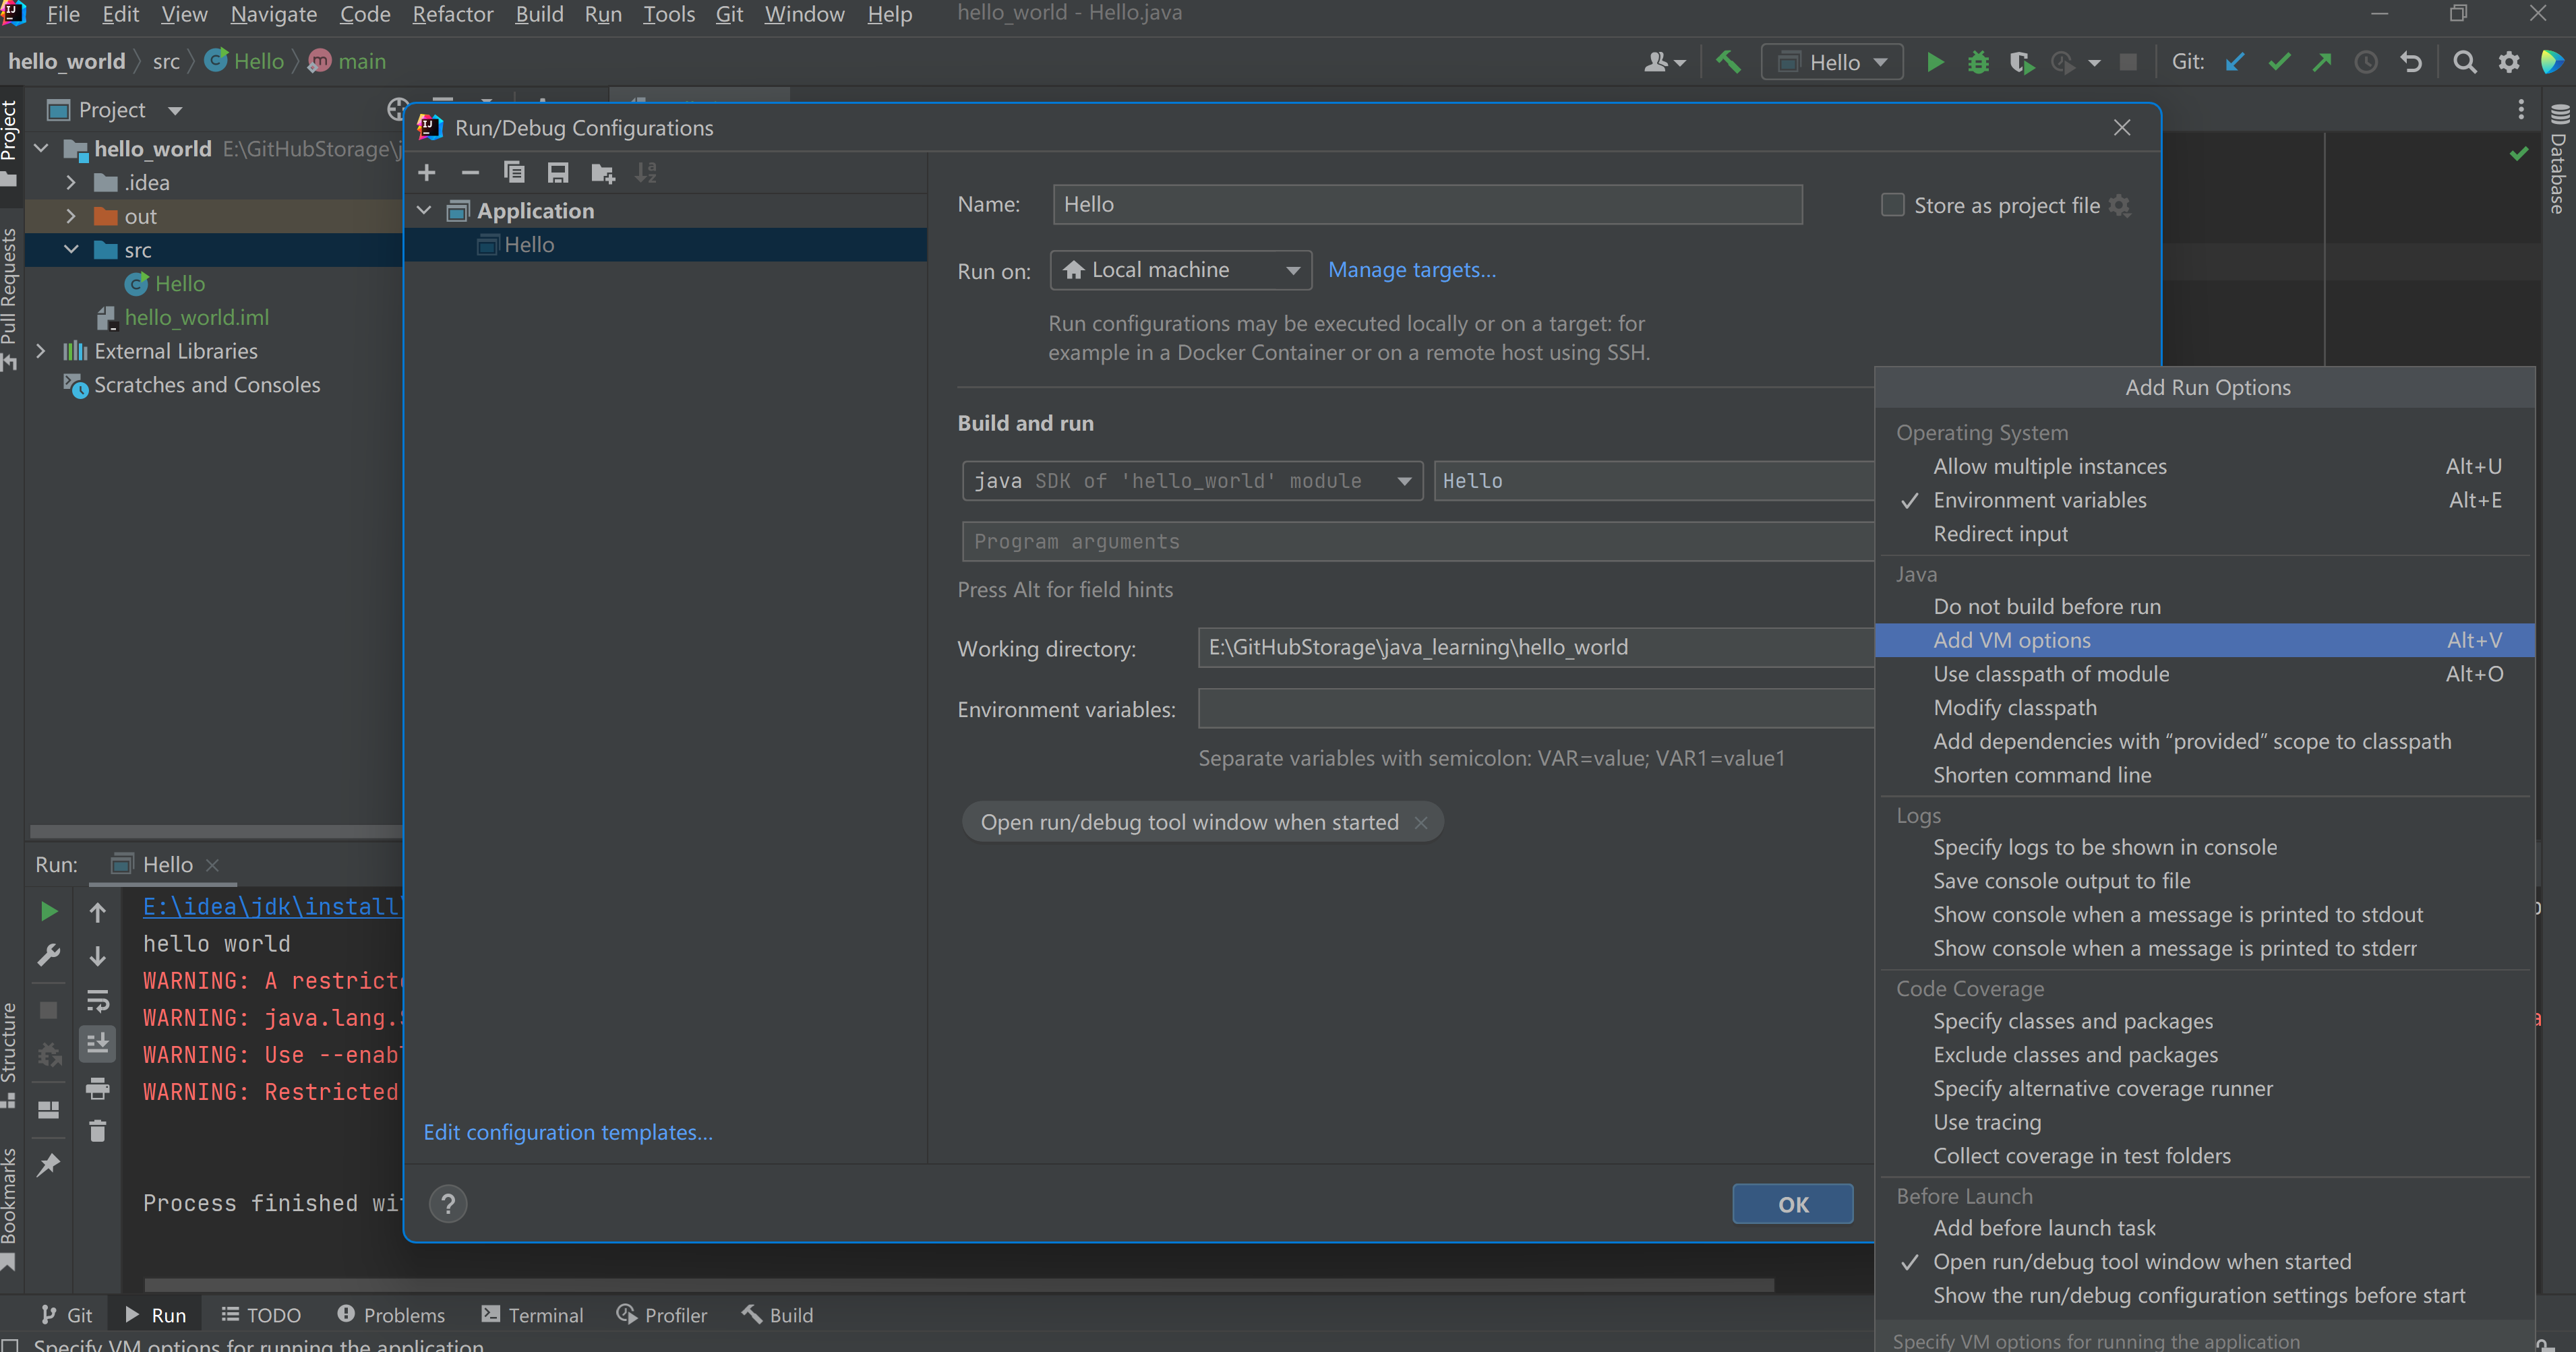 File Edit View Navigate Code Refactor Build Run Tools Git Window Help hello_world - Hello.java
hello_world src Hello main
Hello
Git:
Project
Project
Pull Requests
Structure
Bookmarks
Database
hello_world E:\GitHubStorage\j
.idea
out
src
Hello
hello_world.iml
External Libraries
Scratches and Consoles
Run/Debug Configurations
Application
Hello
Edit configuration templates...
Name: Hello
Store as project file
Run on: Local machine Manage targets...
Run configurations may be executed locally or on a target: for
example in a Docker Container or on a remote host using SSH.
Build and run
java SDK of 'hello_world' module Hello
Program arguments
Press Alt for field hints
Working directory: E:\GitHubStorage\java_learning\hello_world
Environment variables:
Separate variables with semicolon: VAR=value; VAR1=value1
Open run/debug tool window when started
?
OK
Add Run Options
Operating System
Allow multiple instances Alt+U
Environment variables Alt+E
Redirect input
Java
Do not build before run
Add VM options Alt+V
Use classpath of module Alt+O
Modify classpath
Add dependencies with “provided” scope to classpath
Shorten command line
Logs
Specify logs to be shown in console
Save console output to file
Show console when a message is printed to stdout
Show console when a message is printed to stderr
Code Coverage
Specify classes and packages
Exclude classes and packages
Specify alternative coverage runner
Use tracing
Collect coverage in test folders
Before Launch
Add before launch task
Open run/debug tool window when started
Show the run/debug configuration settings before start
Specify VM options for running the application
Run: Hello
E:\idea\jdk\install\
hello world
WARNING: A restricte
WARNING: java.lang.
WARNING: Use --enab
WARNING: Restricted
Process finished wi
Git Run TODO Problems Terminal Profiler Build
Specify VM options for running the application